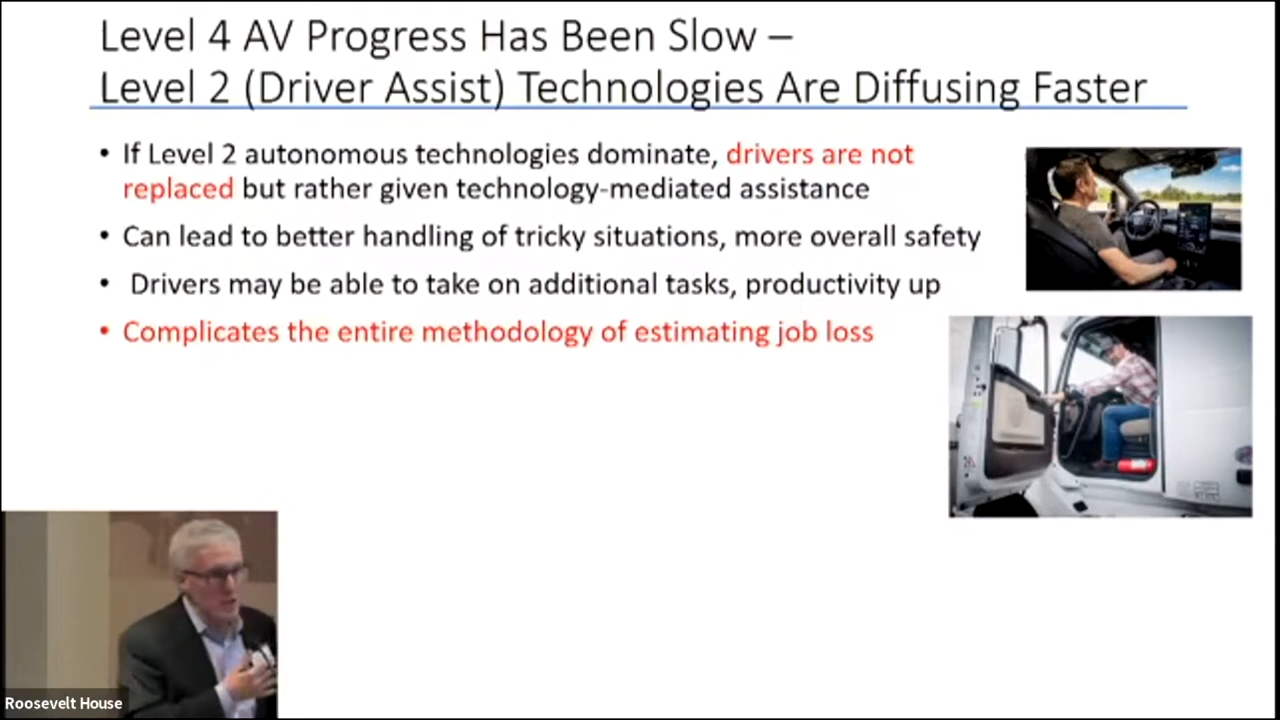 Level 4 AV Progress Has Been Slow –
Level 2 (Driver Assist) Technologies Are Diffusing Faster
• If Level 2 autonomous technologies dominate, drivers are not
replaced but rather given technology-mediated assistance
• Can lead to better handling of tricky situations, more overall safety
• Drivers may be able to take on additional tasks, productivity up
• Complicates the entire methodology of estimating job loss
Roosevelt House